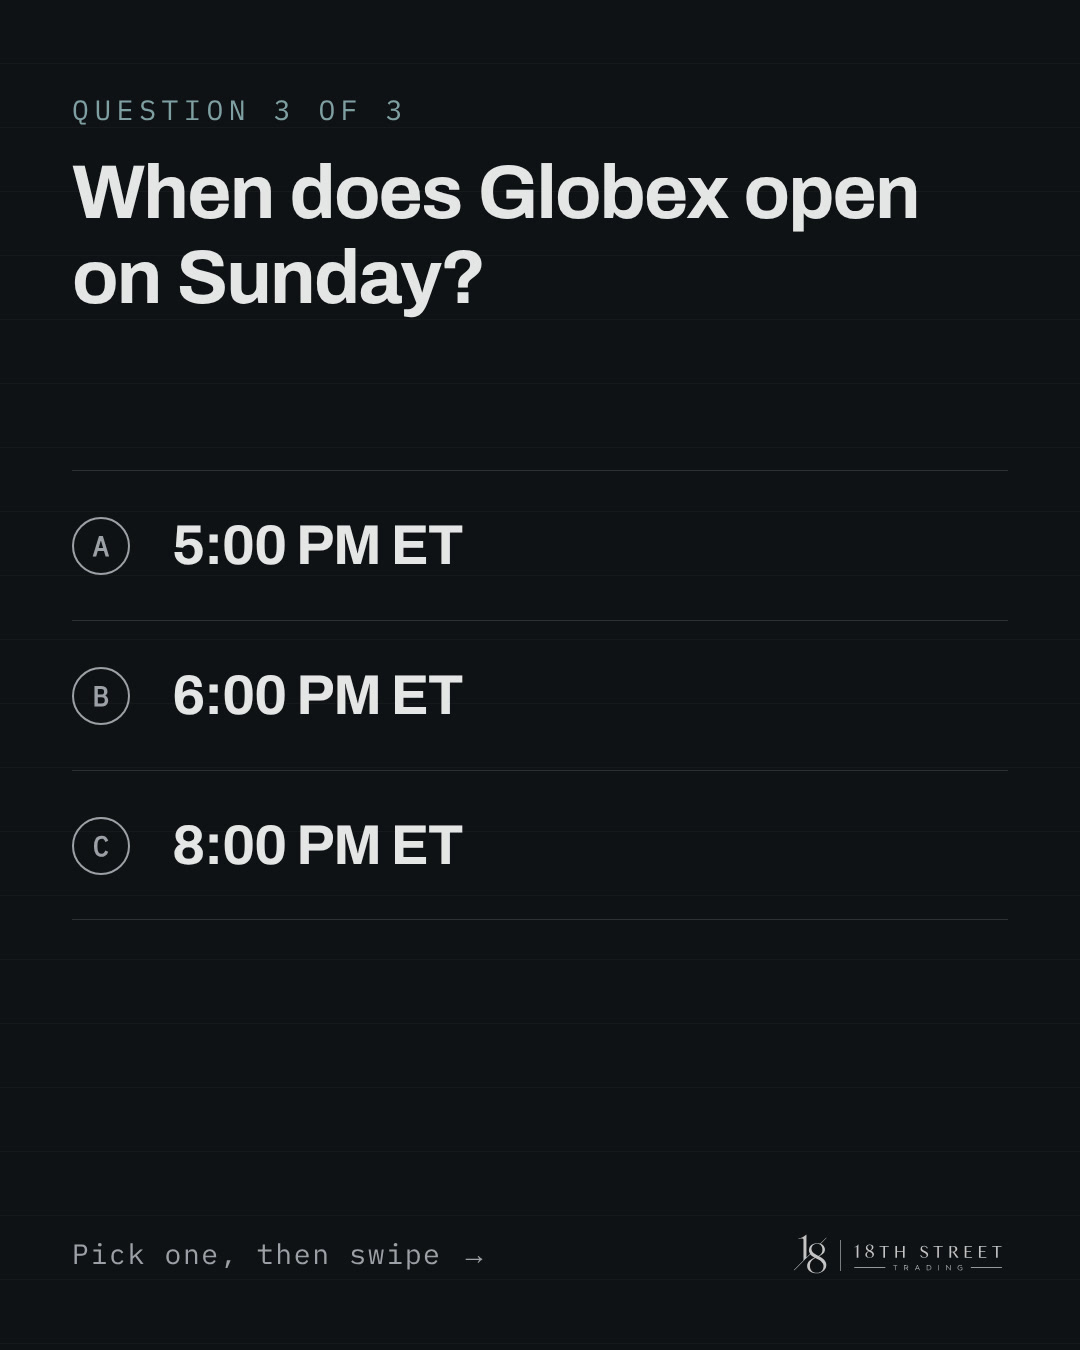 QUESTION 3 OF 3
When does Globex open
on Sunday?
A 5:00 PM ET
B 6:00 PM ET
C 8:00 PM ET
Pick one, then swipe →
18 18TH STREET
TRADING